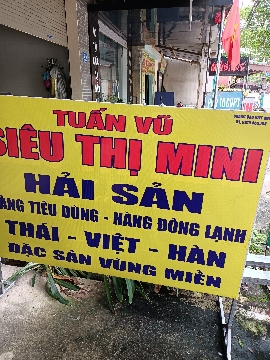 TUẤN VŨ
SIÊU THỊ MINI
HẢI SẢN
HÀNG TIÊU DÙNG - HÀNG ĐÔNG LẠNH
THÁI - VIỆT - HÀN
ĐẶC SẢN VÙNG MIỀN